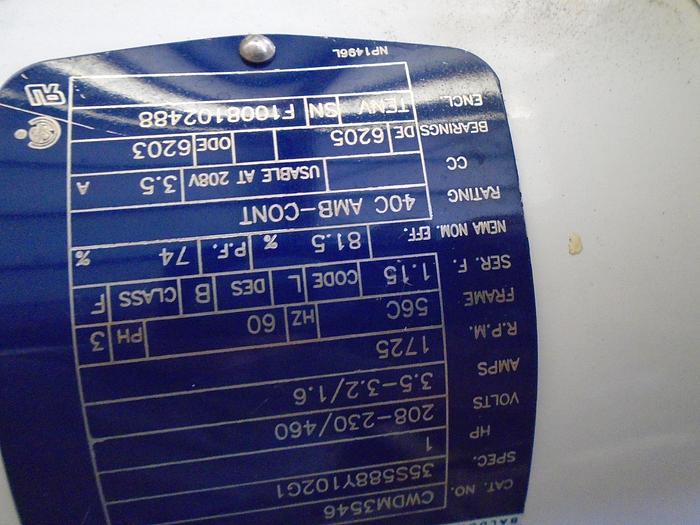 CAT. NO. CWDM3546
SPEC. 35S588Y102G1
HP 1
VOLTS 208-230/460
AMPS 3.5-3.2/1.6
R.P.M. 1725
FRAME 56C HZ 60 PH 3
SER. F. 1.15 CODE L DES B CLASS F
NEMA NOM. EFF. 81.5 % P.F. 74 %
RATING 40C AMB-CONT
CC USABLE AT 208V 3.5 A
BEARINGS DE 6205 ODE 6203
ENCL. TENV SN F1008102488
NP1496L